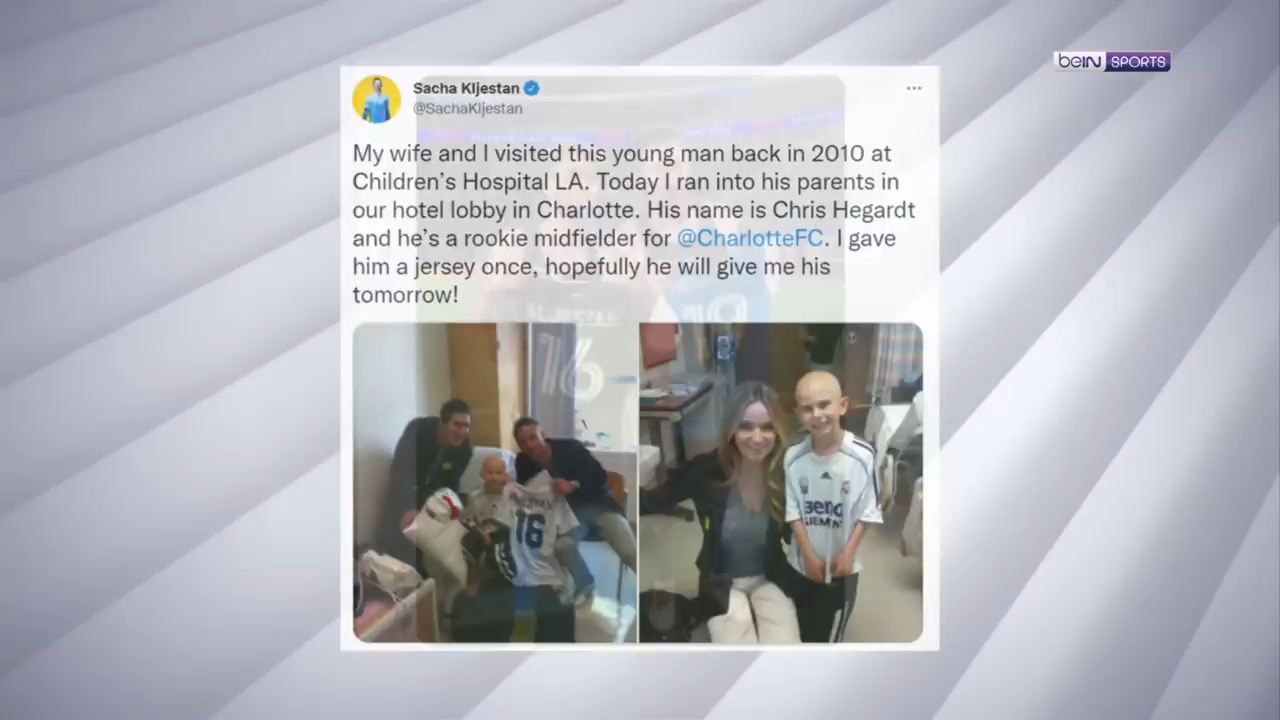 beIN SPORTS
Sacha Kljestan
@SachaKljestan
My wife and I visited this young man back in 2010 at
Children's Hospital LA. Today I ran into his parents in
our hotel lobby in Charlotte. His name is Chris Hegardt
and he's a rookie midfielder for @CharlotteFC. I gave
him a jersey once, hopefully he will give me his
tomorrow!
16
16
BenQ
SIEMEN